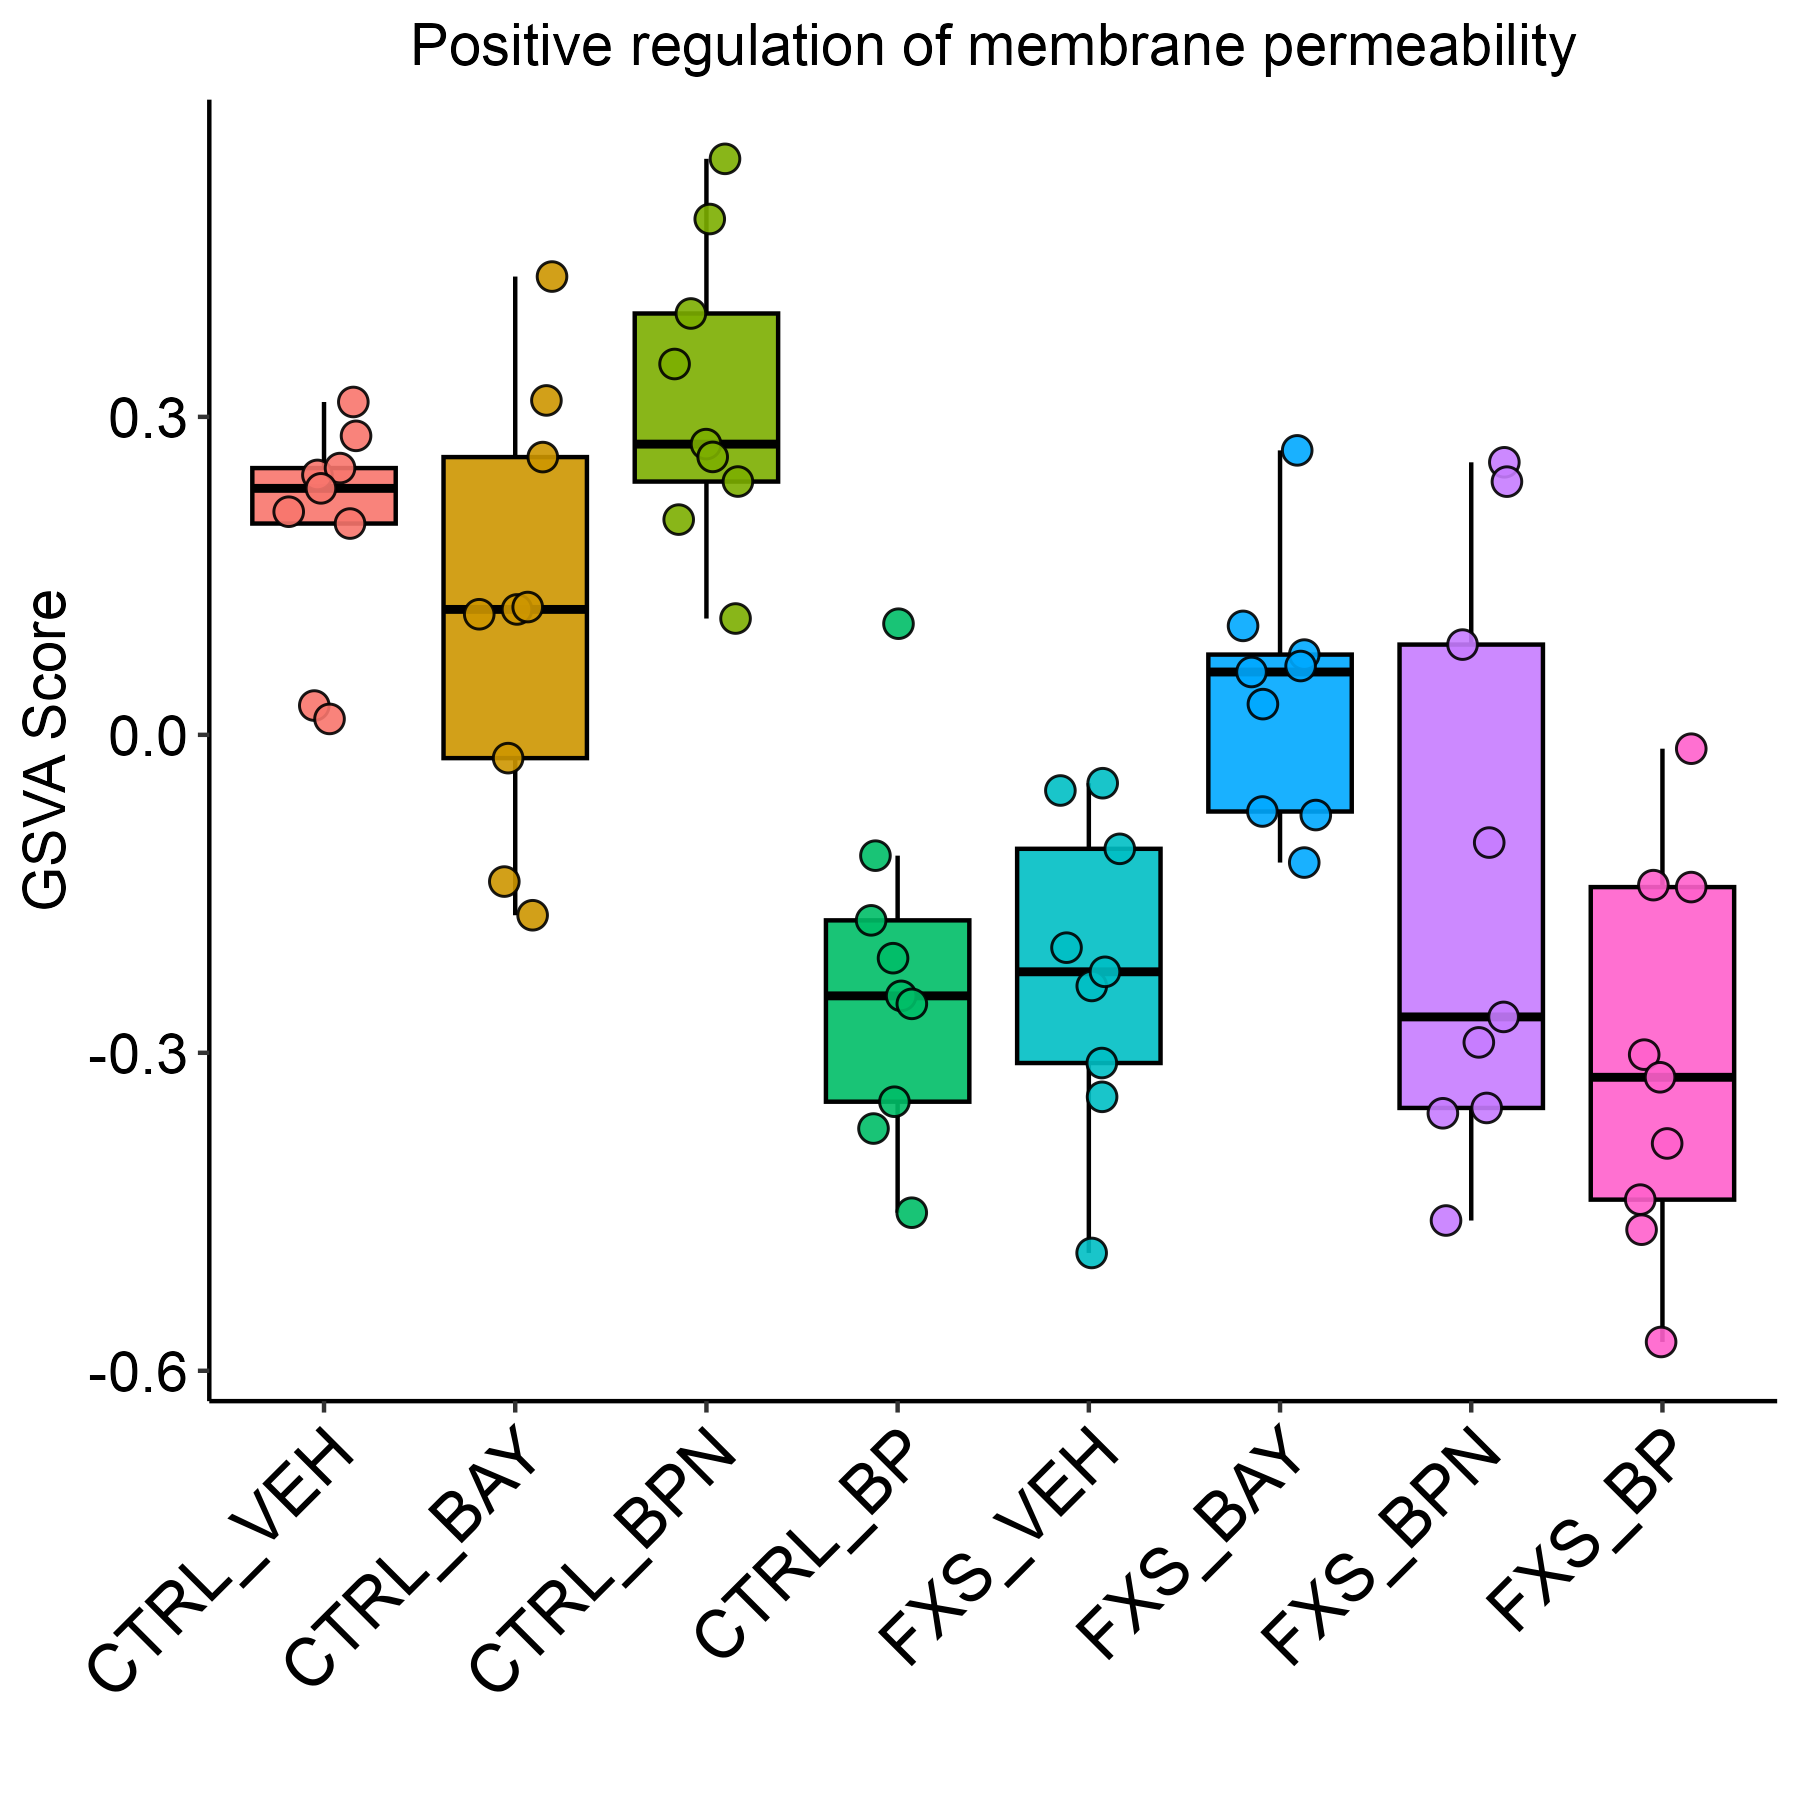 Positive regulation of membrane permeability
GSVA Score
0.3
0.0
-0.3
-0.6
CTRL_VEH
CTRL_BAY
CTRL_BPN
CTRL_BP
FXS_VEH
FXS_BAY
FXS_BPN
FXS_BP